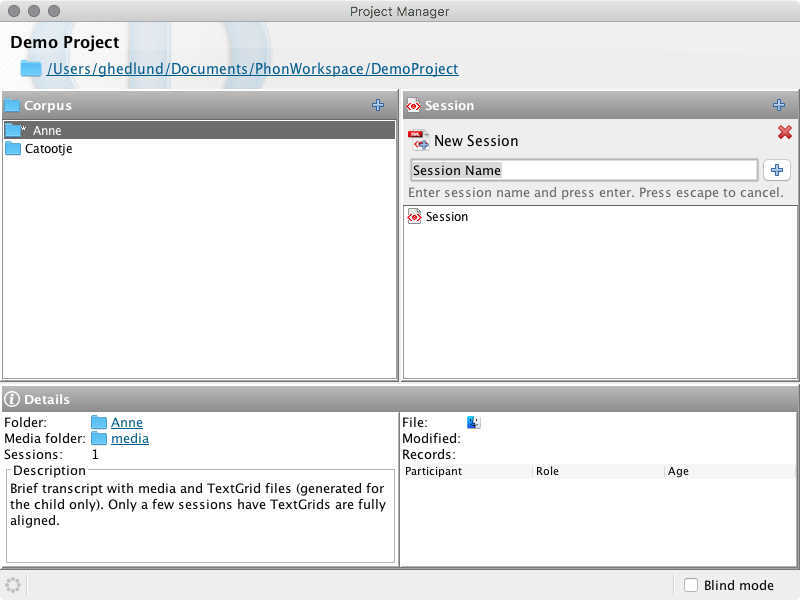 Project Manager
Demo Project
/Users/ghedlund/Documents/PhonWorkspace/DemoProject
Corpus
* Anne
Catootje
Session
XML
New Session
Session Name
Enter session name and press enter. Press escape to cancel.
Session
Details
Folder: Anne
Media folder: media
Sessions: 1
Description
Brief transcript with media and TextGrid files (generated for
the child only). Only a few sessions have TextGrids are fully
aligned.
File:
Modified:
Records:
Participant Role Age
Blind mode